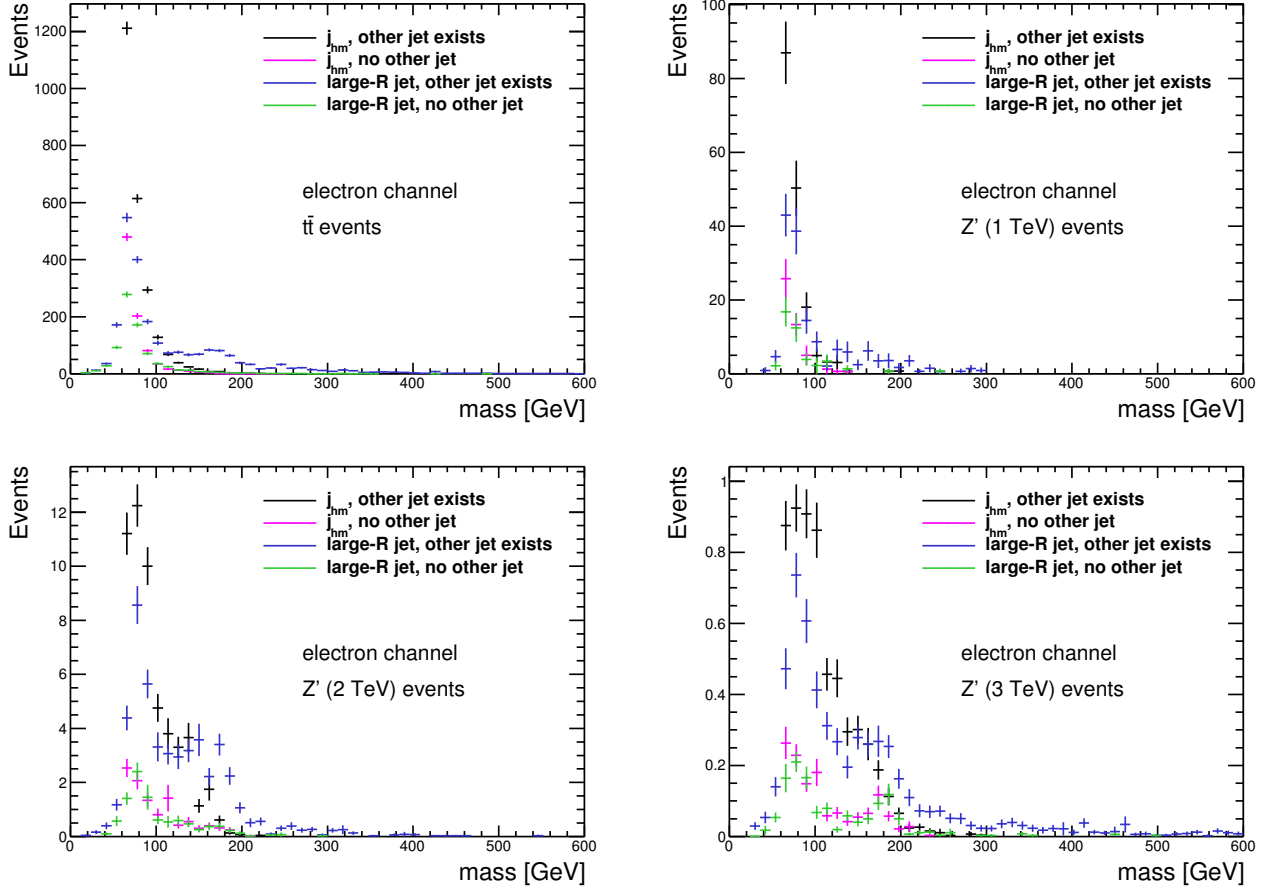 Events
1200
1000
800
600
400
200
0
j_hm, other jet exists
j_hm, no other jet
large-R jet, other jet exists
large-R jet, no other jet
electron channel
tt̄ events
0 100 200 300 400 500 600
mass [GeV]
Events
100
80
60
40
20
0
j_hm, other jet exists
j_hm, no other jet
large-R jet, other jet exists
large-R jet, no other jet
electron channel
Z' (1 TeV) events
0 100 200 300 400 500 600
mass [GeV]
Events
12
10
8
6
4
2
0
j_hm, other jet exists
j_hm, no other jet
large-R jet, other jet exists
large-R jet, no other jet
electron channel
Z' (2 TeV) events
0 100 200 300 400 500 600
mass [GeV]
Events
1
0.8
0.6
0.4
0.2
0
j_hm, other jet exists
j_hm, no other jet
large-R jet, other jet exists
large-R jet, no other jet
electron channel
Z' (3 TeV) events
0 100 200 300 400 500 600
mass [GeV]